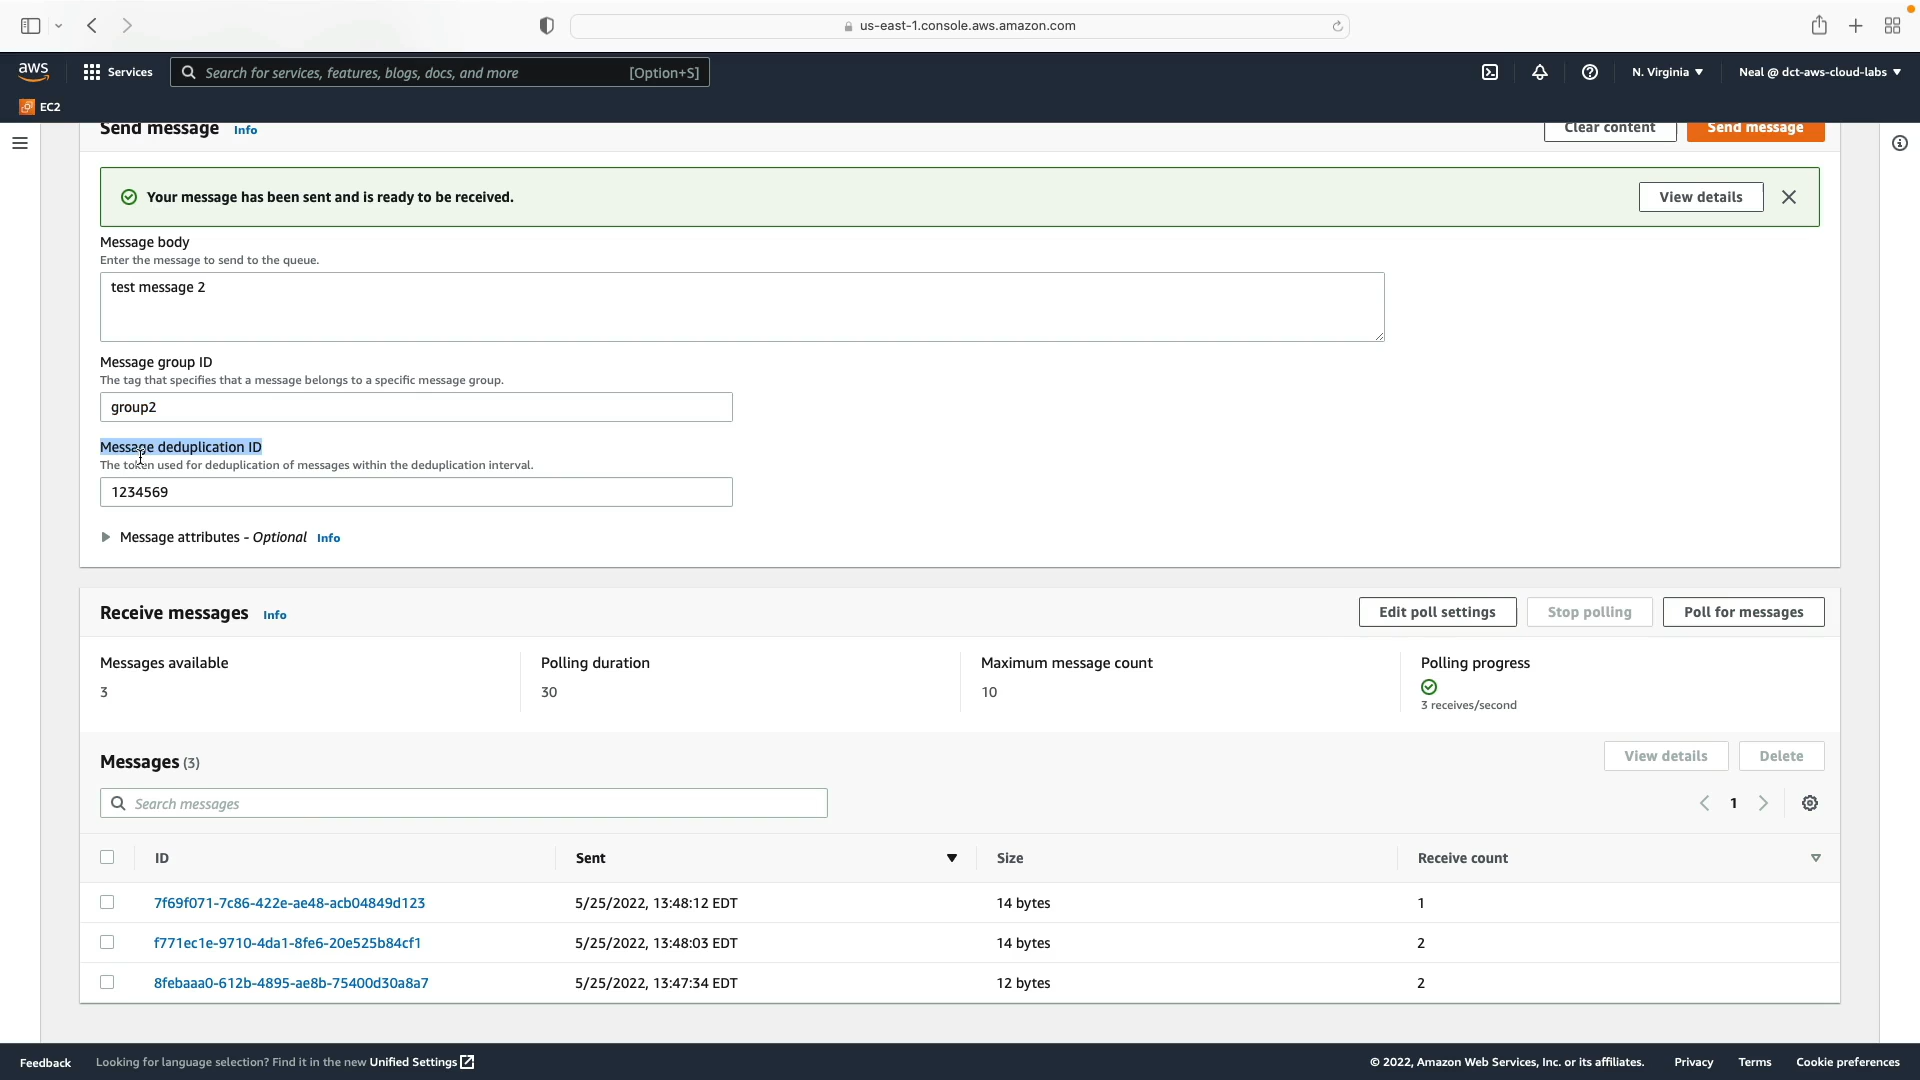 us-east-1.console.aws.amazon.com
aws
Services
Search for services, features, blogs, docs, and more
[Option+S]
N. Virginia ▼
Neal @ dct-aws-cloud-labs ▼
EC2
Send message Info
Clear content
Send message
Your message has been sent and is ready to be received.
View details
Message body
Enter the message to send to the queue.
test message 2
Message group ID
The tag that specifies that a message belongs to a specific message group.
group2
Message deduplication ID
The token used for deduplication of messages within the deduplication interval.
1234569
Message attributes - Optional Info
Receive messages Info
Edit poll settings
Stop polling
Poll for messages
Messages available
Polling duration
Maximum message count
Polling progress
3
30
10
3 receives/second
Messages (3)
View details
Delete
Search messages
1
ID
Sent
Size
Receive count
7f69f071-7c86-422e-ae48-acb04849d123 5/25/2022, 13:48:12 EDT 14 bytes 1
f771ec1e-9710-4da1-8fe6-20e525b84cf1 5/25/2022, 13:48:03 EDT 14 bytes 2
8febaaa0-612b-4895-ae8b-75400d30a8a7 5/25/2022, 13:47:34 EDT 12 bytes 2
Feedback
Looking for language selection? Find it in the new Unified Settings
© 2022, Amazon Web Services, Inc. or its affiliates.
Privacy
Terms
Cookie preferences